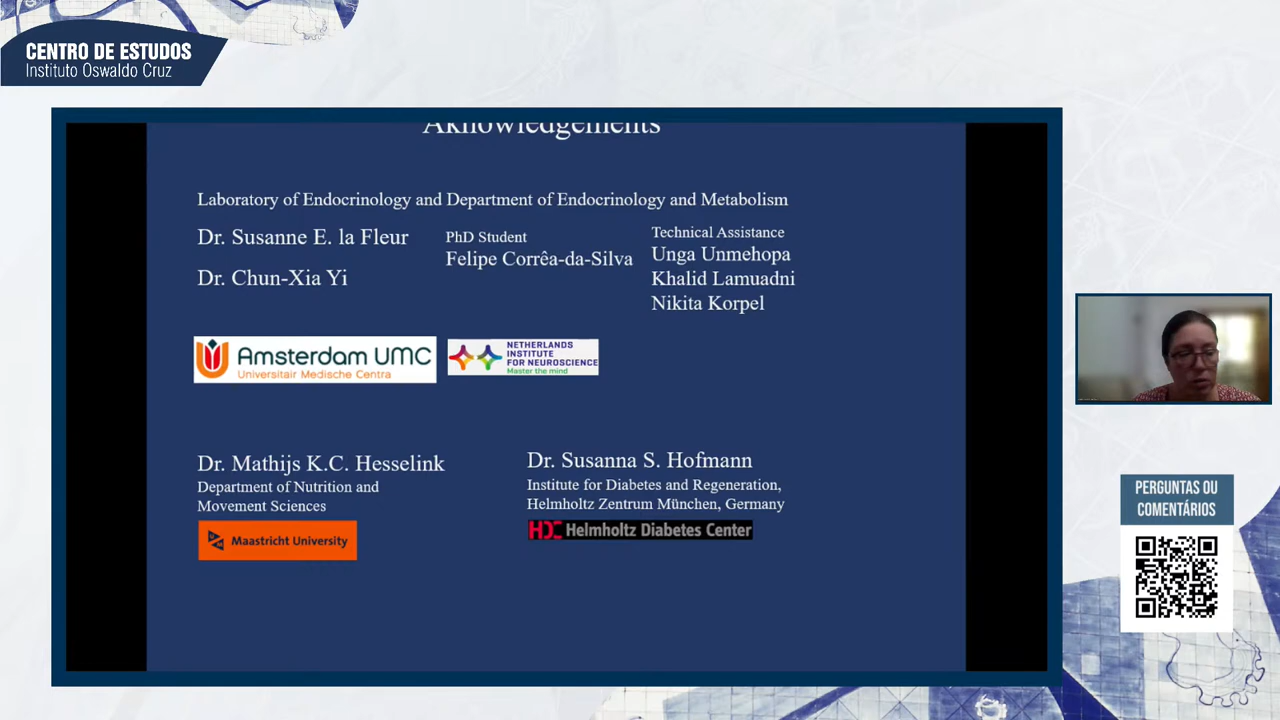 CENTRO DE ESTUDOS
Instituto Oswaldo Cruz
Aknowledgements
Laboratory of Endocrinology and Department of Endocrinology and Metabolism
Dr. Susanne E. la Fleur
Dr. Chun-Xia Yi
PhD Student
Felipe Corrêa-da-Silva
Technical Assistance
Unga Unmehopa
Khalid Lamuadni
Nikita Korpel
Amsterdam UMC
Universitair Medische Centra
NETHERLANDS
INSTITUTE
FOR NEUROSCIENCE
Master the mind
Dr. Mathijs K.C. Hesselink
Department of Nutrition and
Movement Sciences
Maastricht University
Dr. Susanna S. Hofmann
Institute for Diabetes and Regeneration,
Helmholtz Zentrum München, Germany
HDC Helmholtz Diabetes Center
PERGUNTAS OU
COMENTÁRIOS